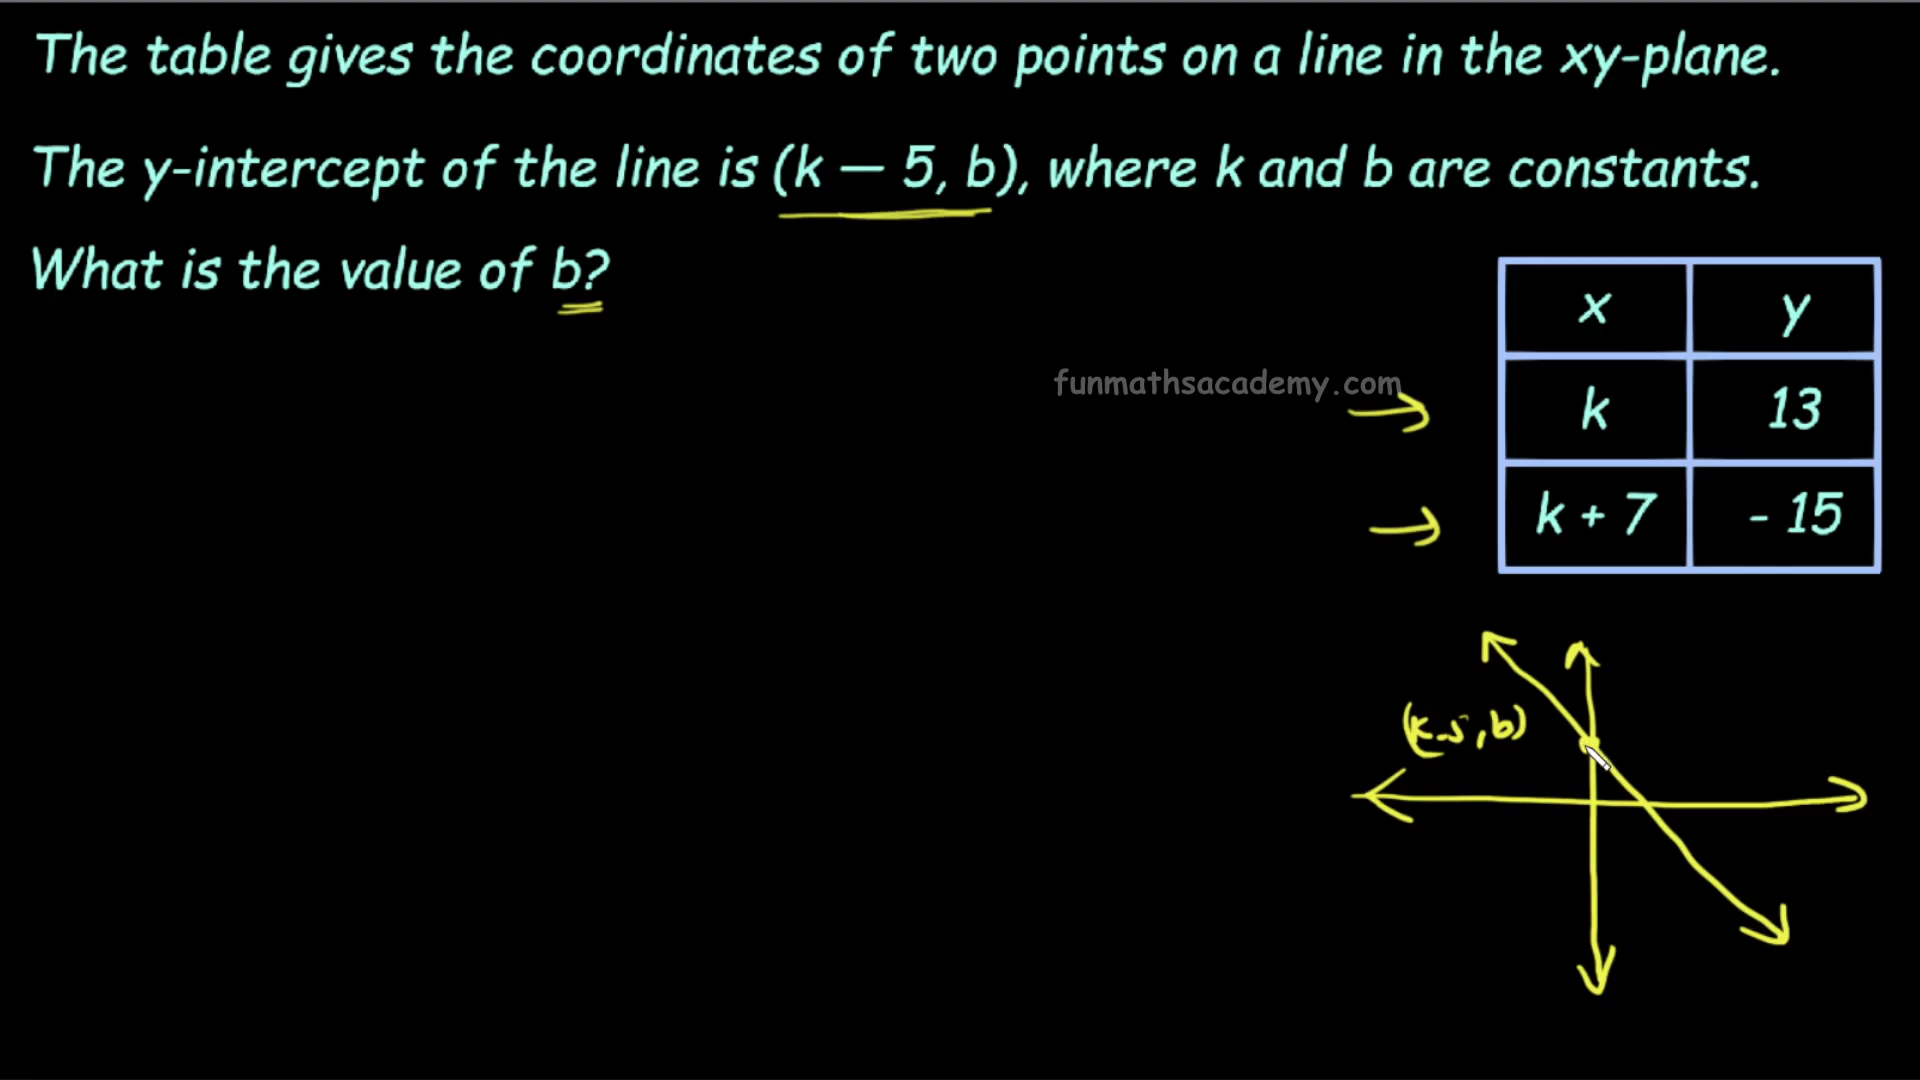 The table gives the coordinates of two points on a line in the xy-plane.
The y-intercept of the line is (k — 5, b), where k and b are constants.
What is the value of b?
x y
funmathsacademy.com
k 13
k + 7 - 15
(k-5, b)